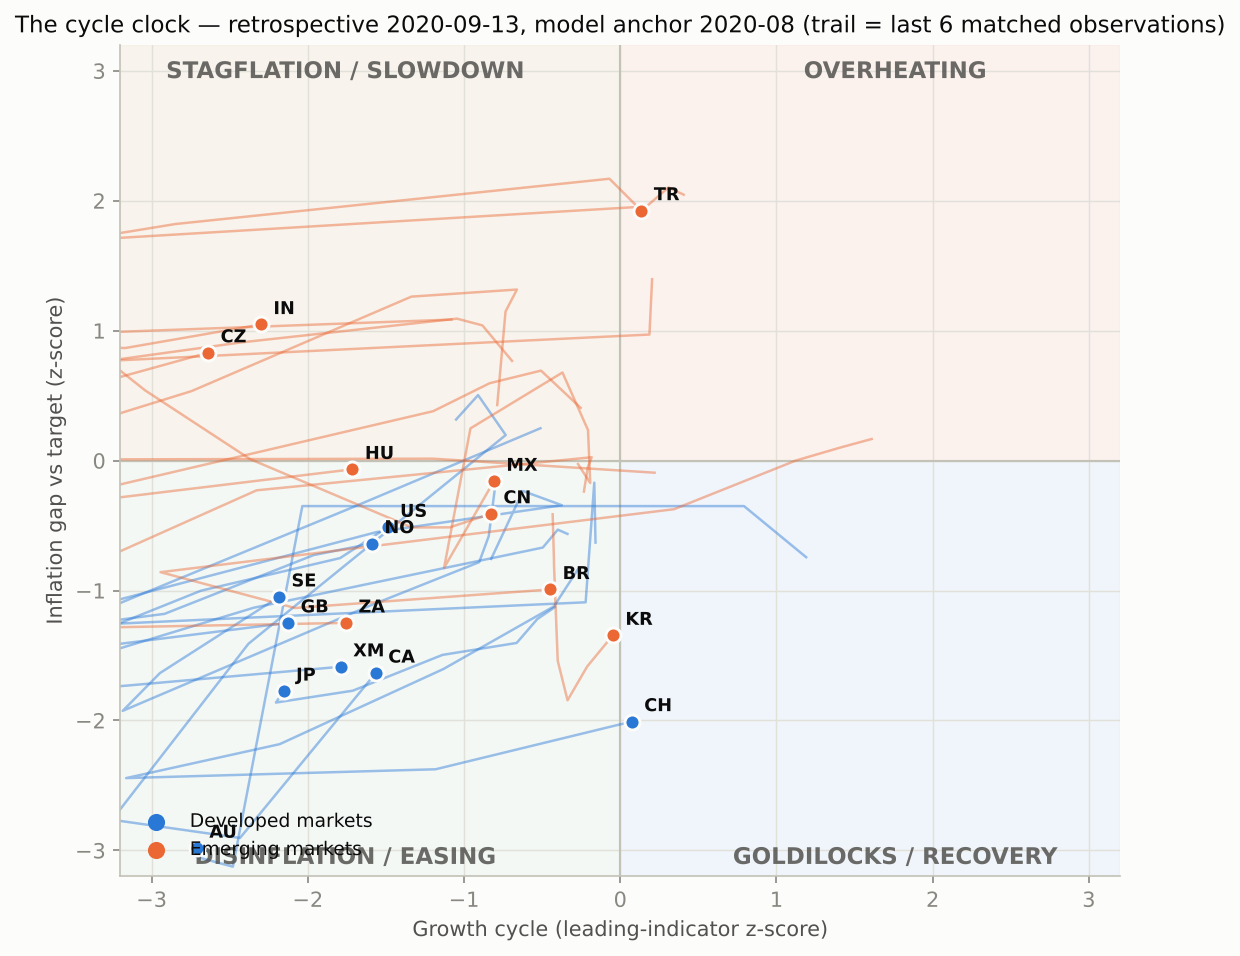 The cycle clock — retrospective 2020-09-13, model anchor 2020-08 (trail = last 6 matched observations)
STAGFLATION / SLOWDOWN
OVERHEATING
3
2
1
0
−1
−2
−3
Inflation gap vs target (z-score)
TR
IN
CZ
HU
MX
CN
US
NO
BR
SE
GB
ZA
KR
XM
CA
JP
CH
AU
Developed markets
Emerging markets
DISINFLATION / EASING
GOLDILOCKS / RECOVERY
−3
−2
−1
0
1
2
3
Growth cycle (leading-indicator z-score)